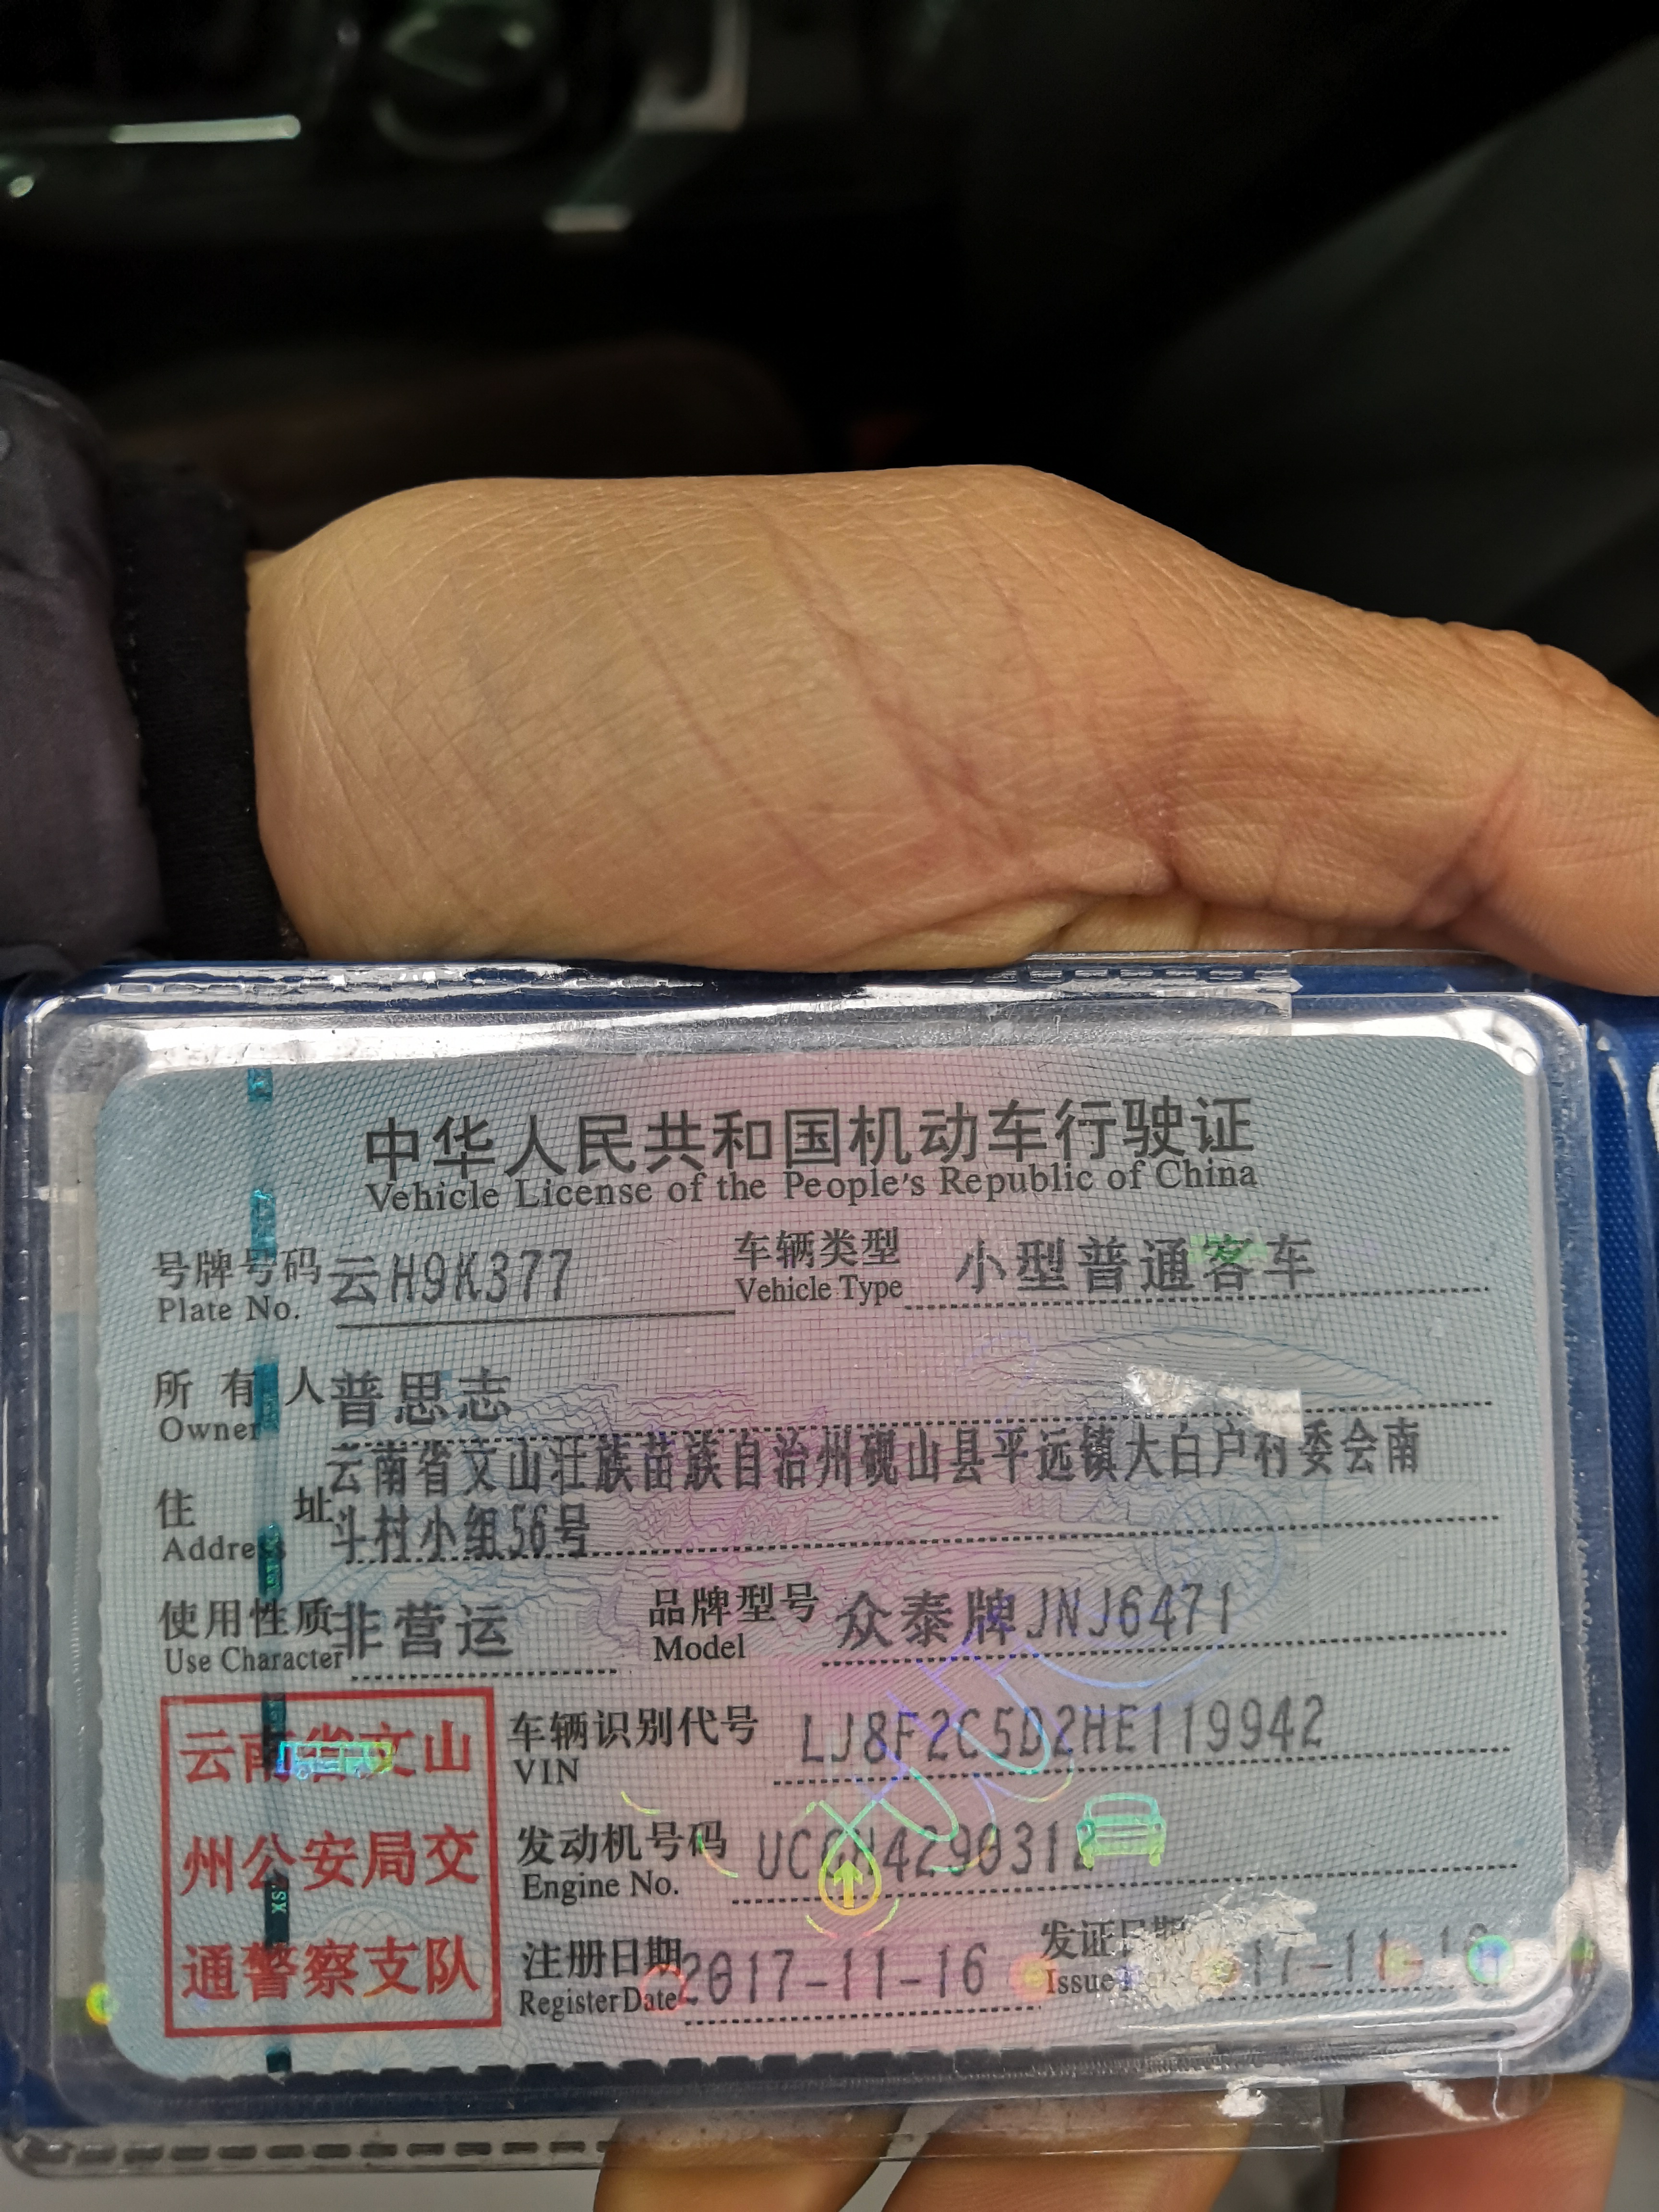 中华人民共和国机动车行驶证
Vehicle License of the People's Republic of China
号牌号码 云H9K377 车辆类型 小型普通客车
Plate No. Vehicle Type
所有人 普思志
Owner
云南省文山壮族苗族自治州砚山县平远镇大白户村委会南
住址 斗村小组56号
Address
使用性质 非营运 品牌型号 众泰牌JNJ6471
Use Character Model
云南省文山
州公安局交
通警察支队
车辆识别代号 LJ8F2C5D2HE119942
VIN
发动机号码
Engine No.
注册日期 2017-11-16 发证日期
Register Date Issue